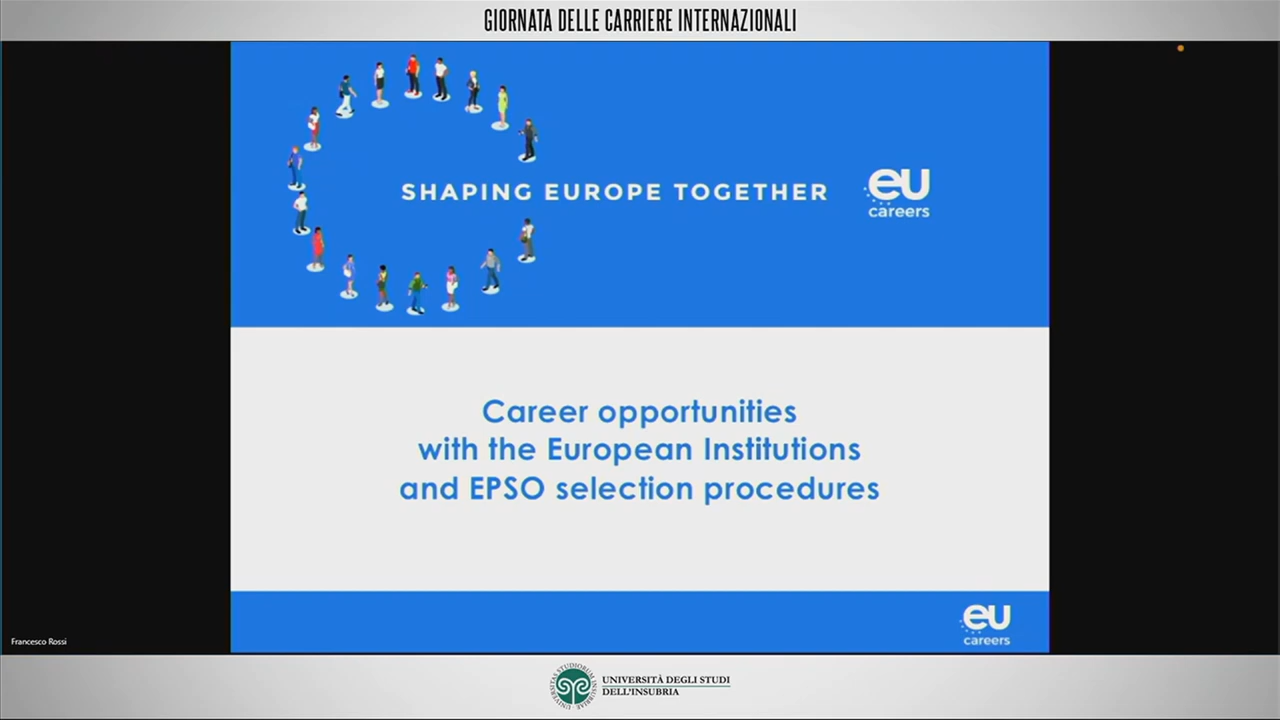 GIORNATA DELLE CARRIERE INTERNAZIONALI
SHAPING EUROPE TOGETHER
eu
careers
Career opportunities
with the European Institutions
and EPSO selection procedures
eu
careers
Francesco Rossi
UNIVERSITÀ DEGLI STUDI
DELL'INSUBRIA